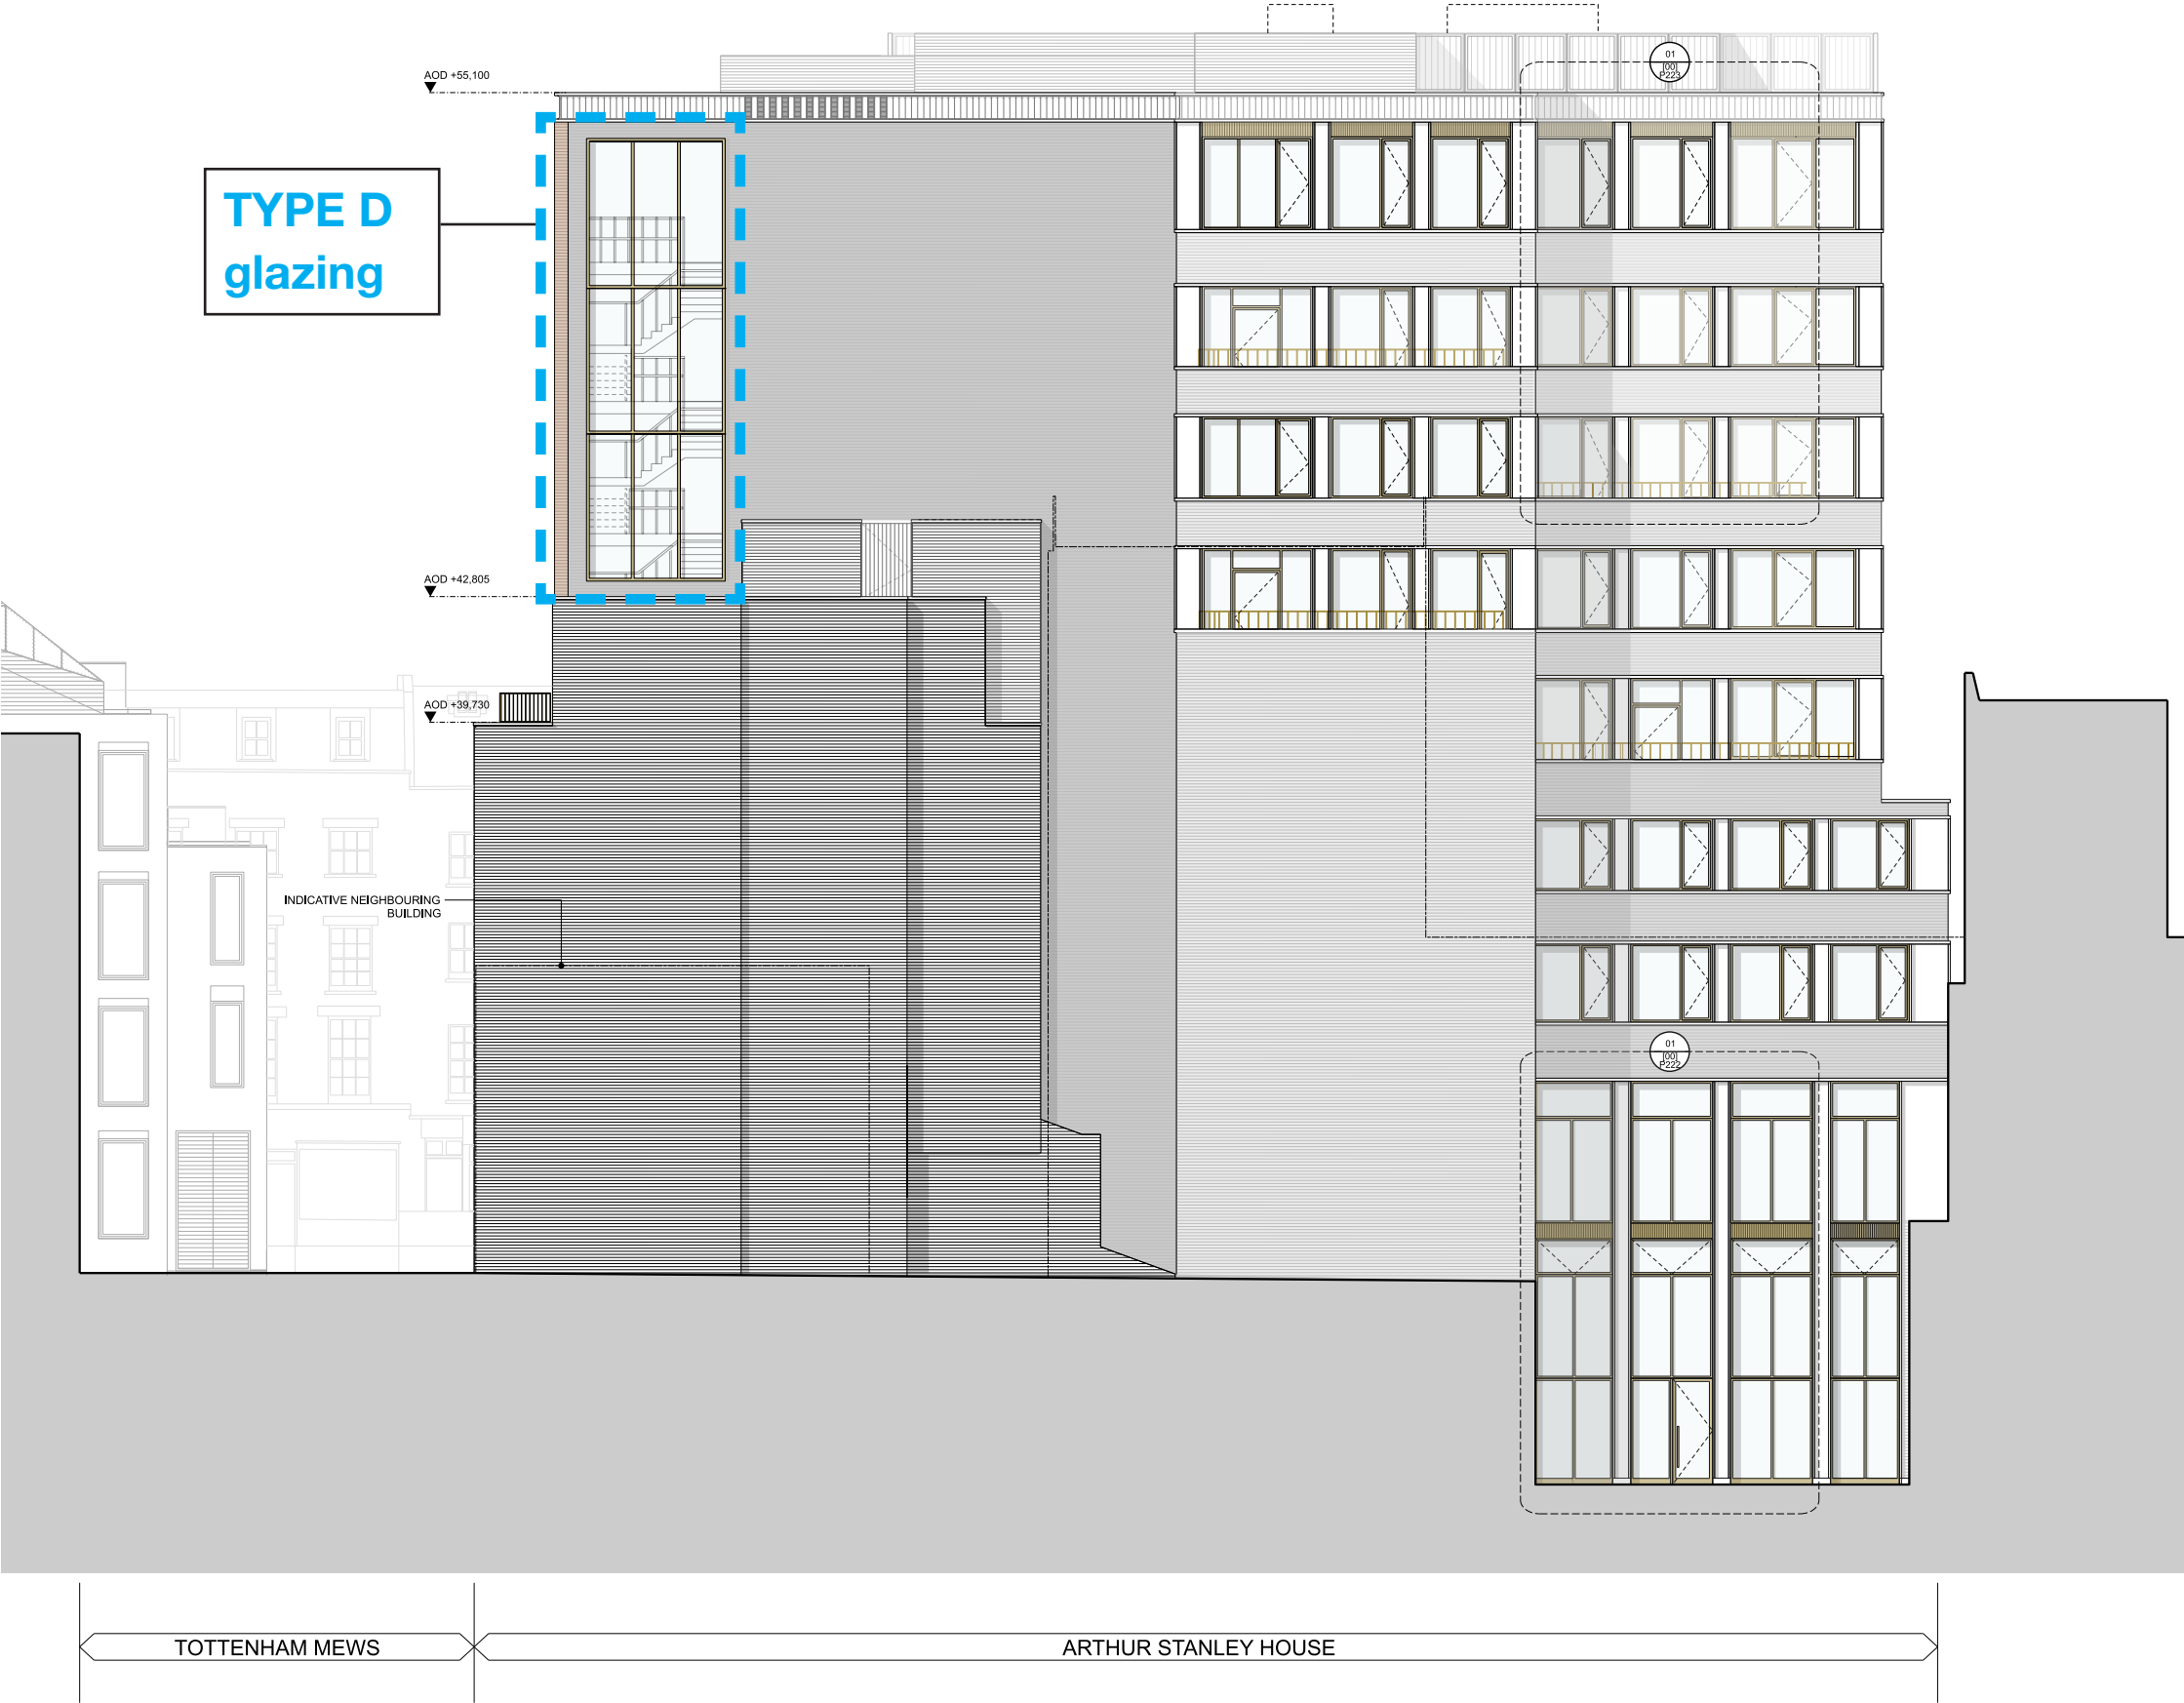 AOD +55,100
01
[00]
P223
TYPE D
glazing
AOD +42,805
AOD +39,730
INDICATIVE NEIGHBOURING
BUILDING
01
[00]
P222
TOTTENHAM MEWS
ARTHUR STANLEY HOUSE